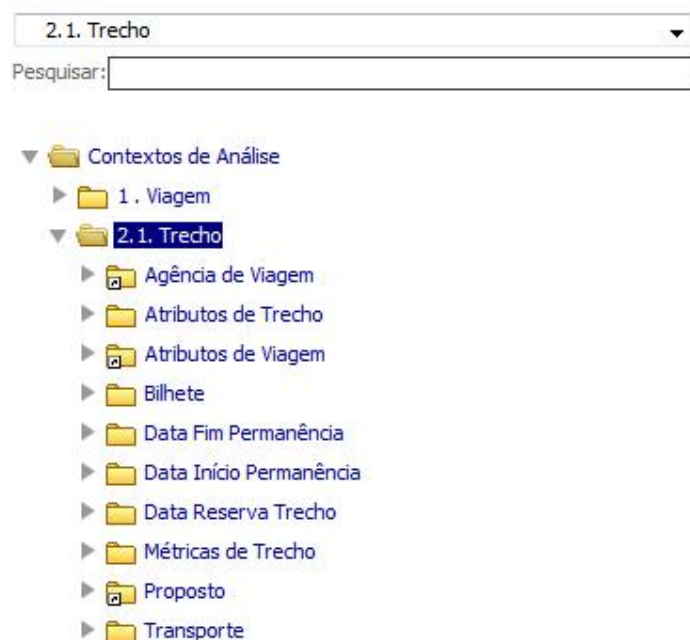 2.1. Trecho
Pesquisar:
Contextos de Análise
1 . Viagem
2.1. Trecho
Agência de Viagem
Atributos de Trecho
Atributos de Viagem
Bilhete
Data Fim Permanência
Data Início Permanência
Data Reserva Trecho
Métricas de Trecho
Proposto
Transporte